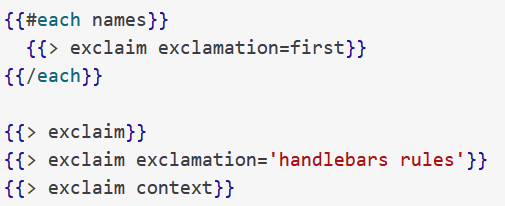 {{#each names}}
  {{> exclaim exclamation=first}}
{{/each}}

{{> exclaim}}
{{> exclaim exclamation='handlebars rules'}}
{{> exclaim context}}